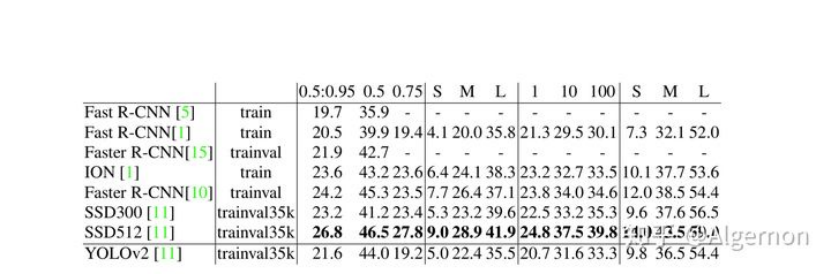 0.5:0.95 0.5 0.75 S M L 1 10 100 S M L
Fast R-CNN [5] train 19.7 35.9 - - - - - - - - - -
Fast R-CNN[1] train 20.5 39.9 19.4 4.1 20.0 35.8 21.3 29.5 30.1 7.3 32.1 52.0
Faster R-CNN[15] trainval 21.9 42.7 - - - - - - - - - -
ION [1] train 23.6 43.2 23.6 6.4 24.1 38.3 23.2 32.7 33.5 10.1 37.7 53.6
Faster R-CNN[10] trainval 24.2 45.3 23.5 7.7 26.4 37.1 23.8 34.0 34.6 12.0 38.5 54.4
SSD300 [11] trainval35k 23.2 41.2 23.4 5.3 23.2 39.6 22.5 33.2 35.3 9.6 37.6 56.5
SSD512 [11] trainval35k 26.8 46.5 27.8 9.0 28.9 41.9 24.8 37.5 39.8
知乎 @Algernon
YOLOv2 [11] trainval35k 21.6 44.0 19.2 5.0 22.4 35.5 20.7 31.6 33.3 9.8 36.5 54.4